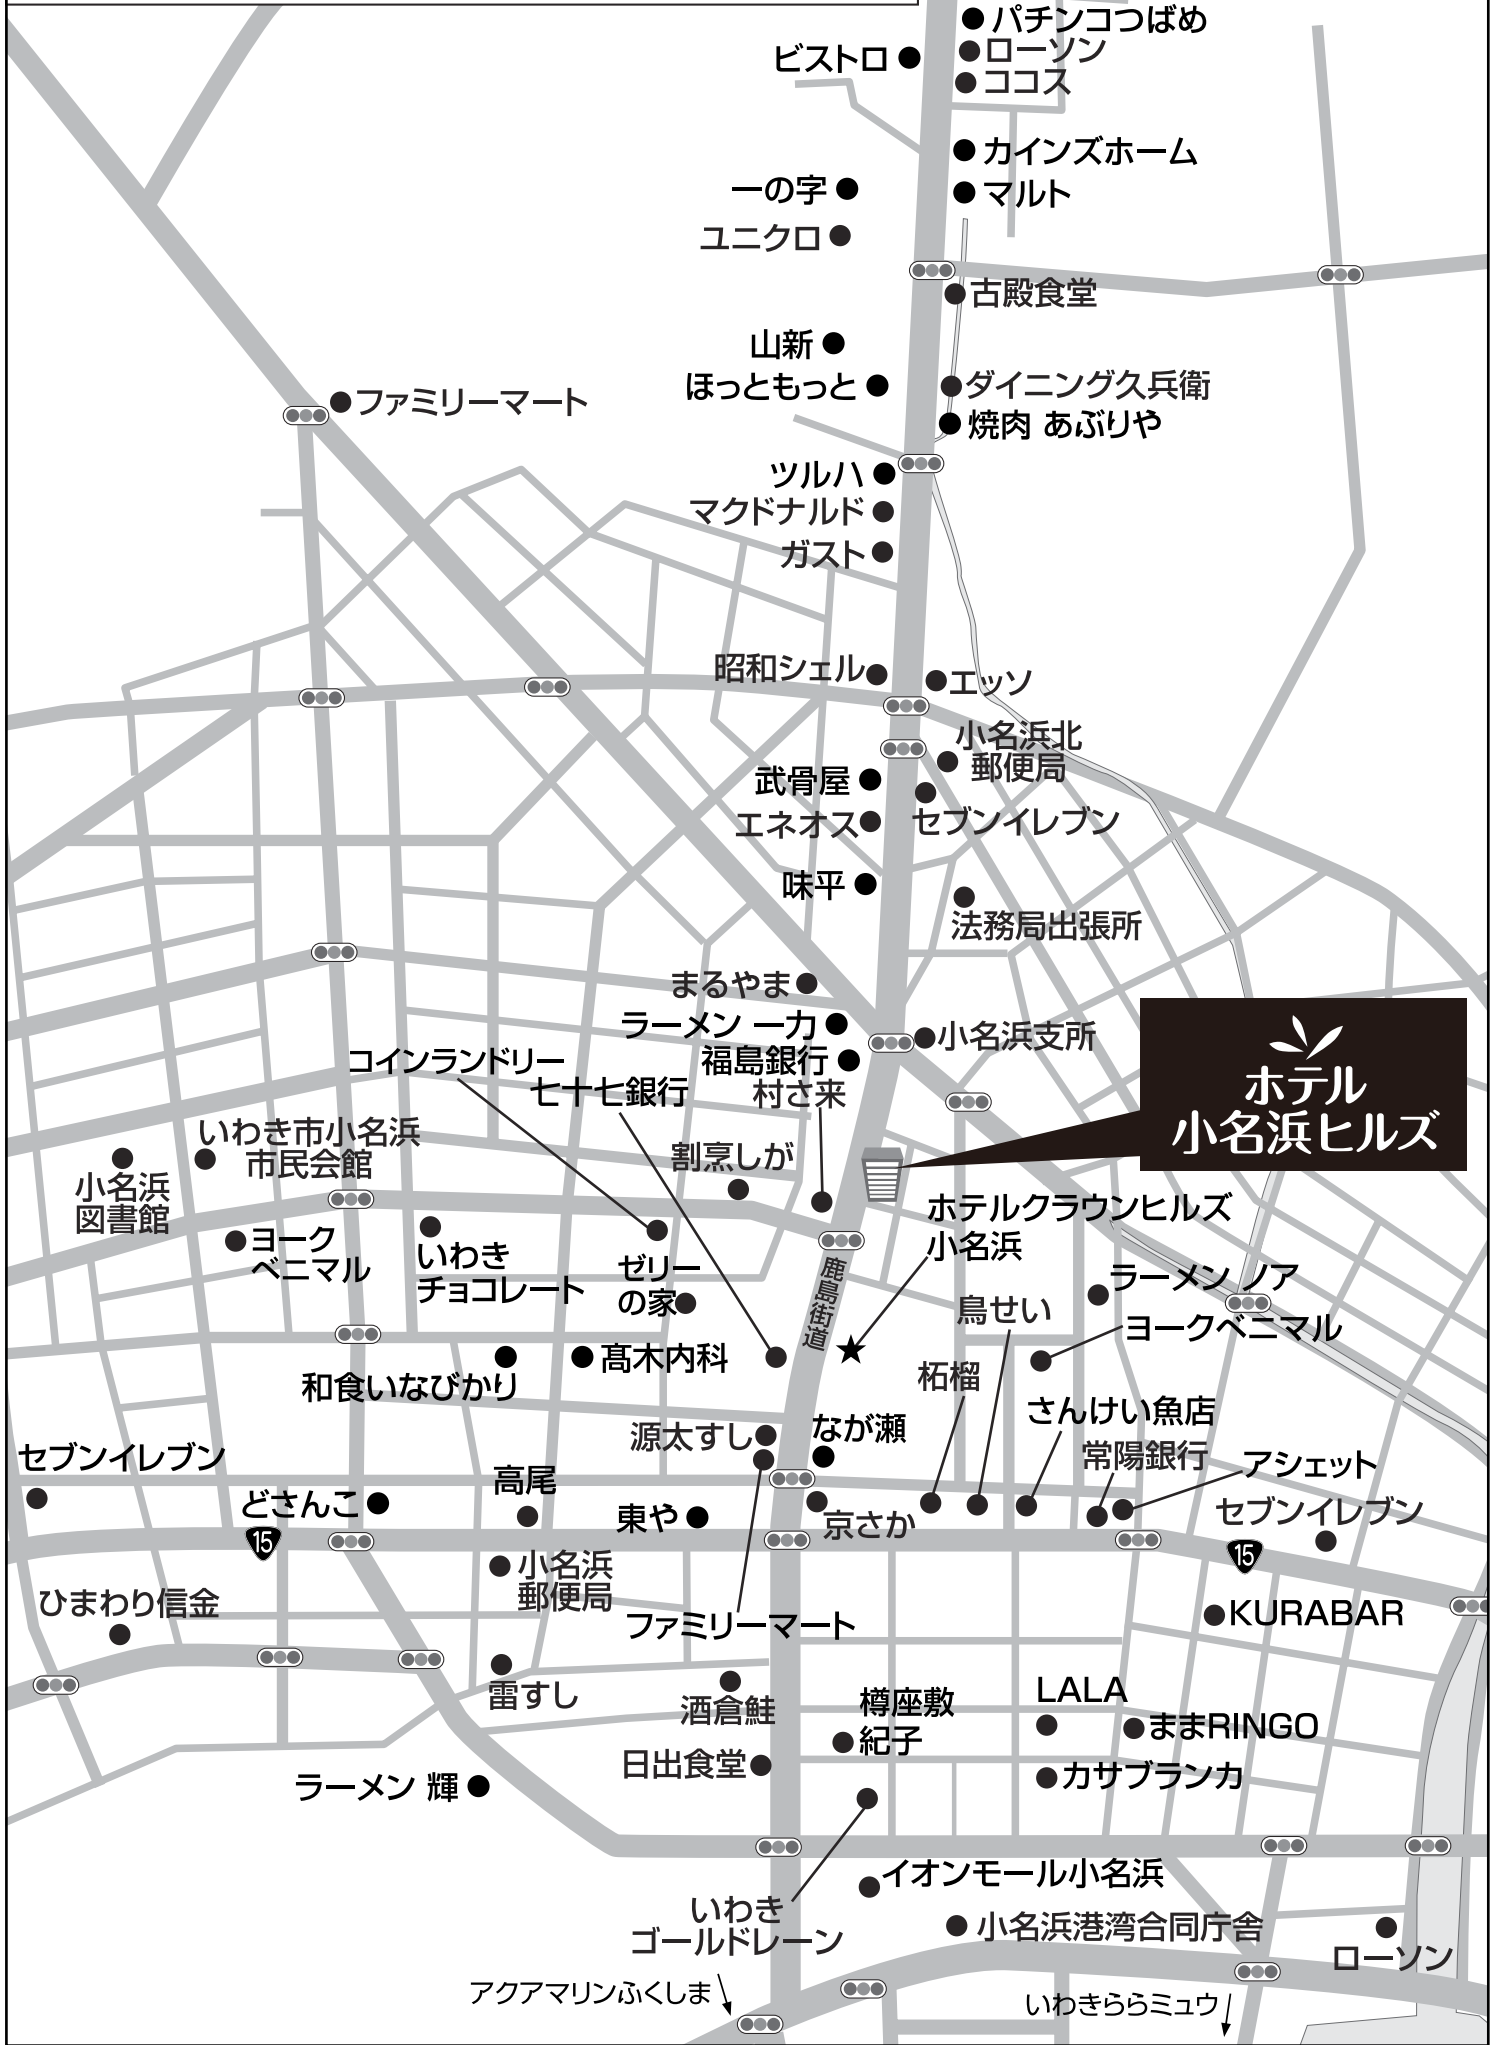 パチンコつばめ
ビストロ
ローソン
ココス
カインズホーム
一の字
マルト
ユニクロ
古殿食堂
山新
ほっともっと
ダイニング久兵衛
ファミリーマート
焼肉 あぶりや
ツルハ
マクドナルド
ガスト
昭和シェル
エッソ
小名浜北
郵便局
武骨屋
エネオス
セブンイレブン
味平
法務局出張所
まるやま
ラーメン 一力
小名浜支所
福島銀行
コインランドリー
七十七銀行
村さ来
ホテル
小名浜ヒルズ
いわき市小名浜
市民会館
割烹しが
小名浜
図書館
ホテルクラウンヒルズ
小名浜
ヨーク
ベニマル
いわき
チョコレート
ゼリー
の家
鹿島街道
ラーメン ノア
鳥せい
ヨークベニマル
髙木内科
柘榴
和食いなびかり
さんけい魚店
源太すし
なが瀬
常陽銀行
アシェット
セブンイレブン
高尾
どさんこ
東や
京さか
セブンイレブン
15
15
小名浜
郵便局
ひまわり信金
ファミリーマート
KURABAR
雷すし
酒倉鮭
樽座敷
紀子
LALA
ままRINGO
日出食堂
カサブランカ
ラーメン 輝
イオンモール小名浜
いわき
ゴールドレーン
小名浜港湾合同庁舎
ローソン
アクアマリンふくしま
いわきららミュウ